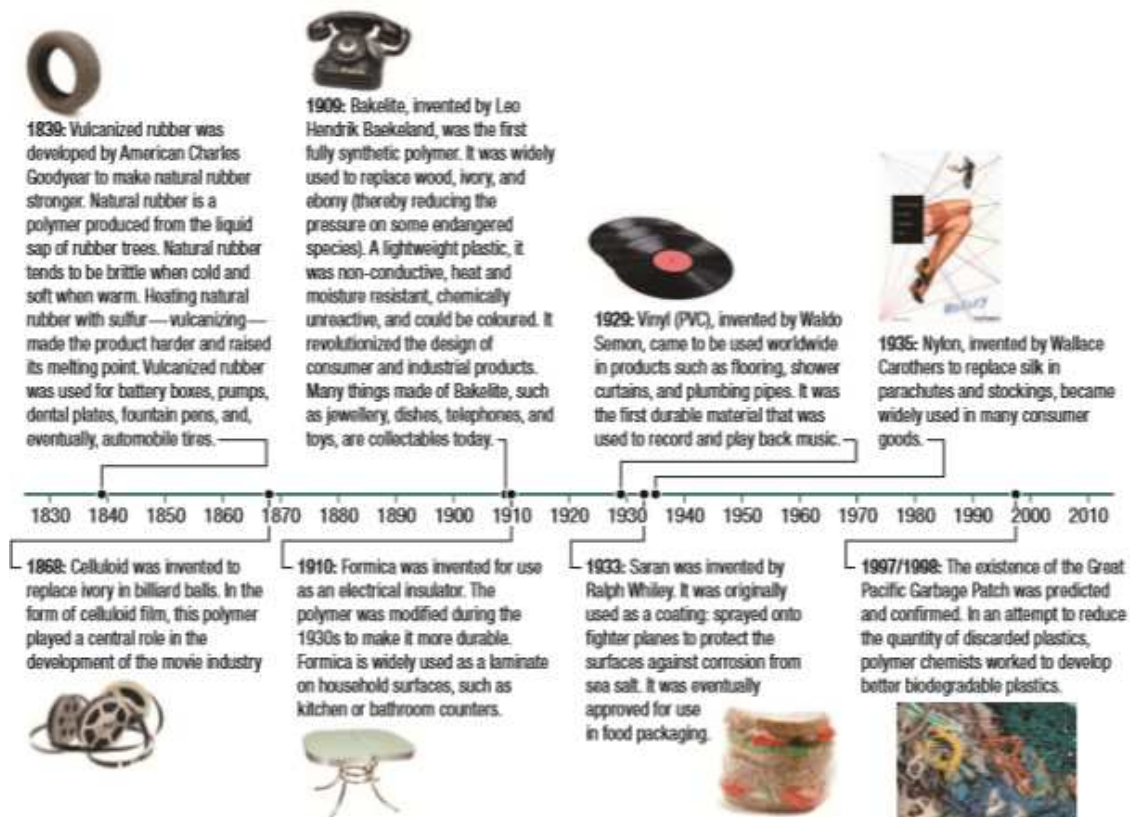 1839: Vulcanized rubber was
developed by American Charles
Goodyear to make natural rubber
stronger. Natural rubber is a
polymer produced from the liquid
sap of rubber trees. Natural rubber
tends to be brittle when cold and
soft when warm. Heating natural
rubber with sulfur—vulcanizing—
made the product harder and raised
its melting point. Vulcanized rubber
was used for battery boxes, pumps,
dental plates, fountain pens, and,
eventually, automobile tires.
1909: Bakelite, invented by Leo
Hendrik Baekeland, was the first
fully synthetic polymer. It was widely
used to replace wood, ivory, and
ebony (thereby reducing the
pressure on some endangered
species). A lightweight plastic, it
was non-conductive, heat and
moisture resistant, chemically
unreactive, and could be coloured. It
revolutionized the design of
consumer and industrial products.
Many things made of Bakelite, such
as jewellery, dishes, telephones, and
toys, are collectables today.
1929: Vinyl (PVC), invented by Waldo
Semon, came to be used worldwide
in products such as flooring, shower
curtains, and plumbing pipes. It was
the first durable material that was
used to record and play back music.
1935: Nylon, invented by Wallace
Carothers to replace silk in
parachutes and stockings, became
widely used in many consumer
goods.
1830 1840 1850 1860 1870 1880 1890 1900 1910 1920 1930 1940 1950 1960 1970 1980 1990 2000 2010
1868: Celluloid was invented to
replace ivory in billiard balls. In the
form of celluloid film, this polymer
played a central role in the
development of the movie industry
1910: Formica was invented for use
as an electrical insulator. The
polymer was modified during the
1930s to make it more durable.
Formica is widely used as a laminate
on household surfaces, such as
kitchen or bathroom counters.
1933: Saran was invented by
Ralph Whiley. It was originally
used as a coating: sprayed onto
fighter planes to protect the
surfaces against corrosion from
sea salt. It was eventually
approved for use
in food packaging.
1997/1998: The existence of the Great
Pacific Garbage Patch was predicted
and confirmed. In an attempt to reduce
the quantity of discarded plastics,
polymer chemists worked to develop
better biodegradable plastics.